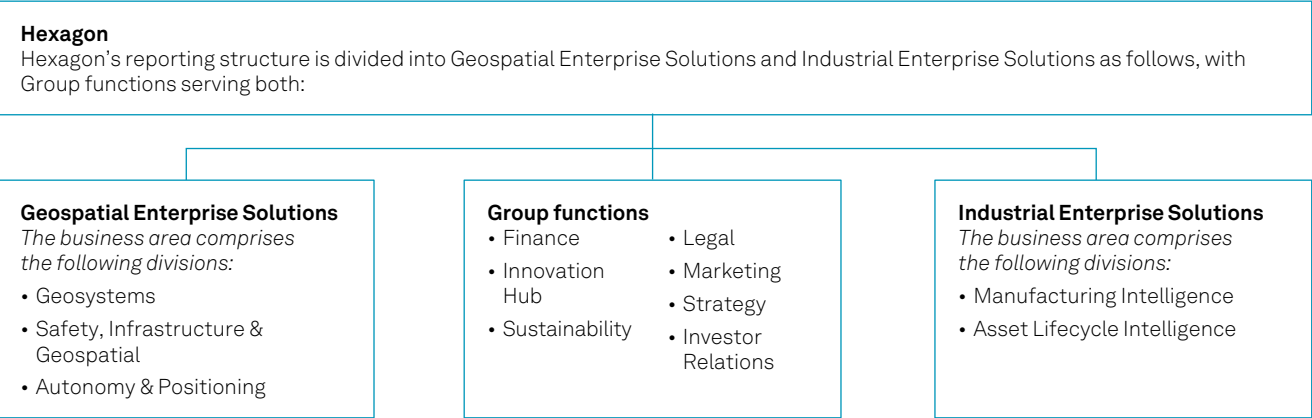 Hexagon
Hexagon's reporting structure is divided into Geospatial Enterprise Solutions and Industrial Enterprise Solutions as follows, with
Group functions serving both:
Geospatial Enterprise Solutions
The business area comprises
the following divisions:
• Geosystems
• Safety, Infrastructure &
Geospatial
• Autonomy & Positioning
Group functions
• Finance
• Innovation
Hub
• Sustainability
• Legal
• Marketing
• Strategy
• Investor
Relations
Industrial Enterprise Solutions
The business area comprises
the following divisions:
• Manufacturing Intelligence
• Asset Lifecycle Intelligence